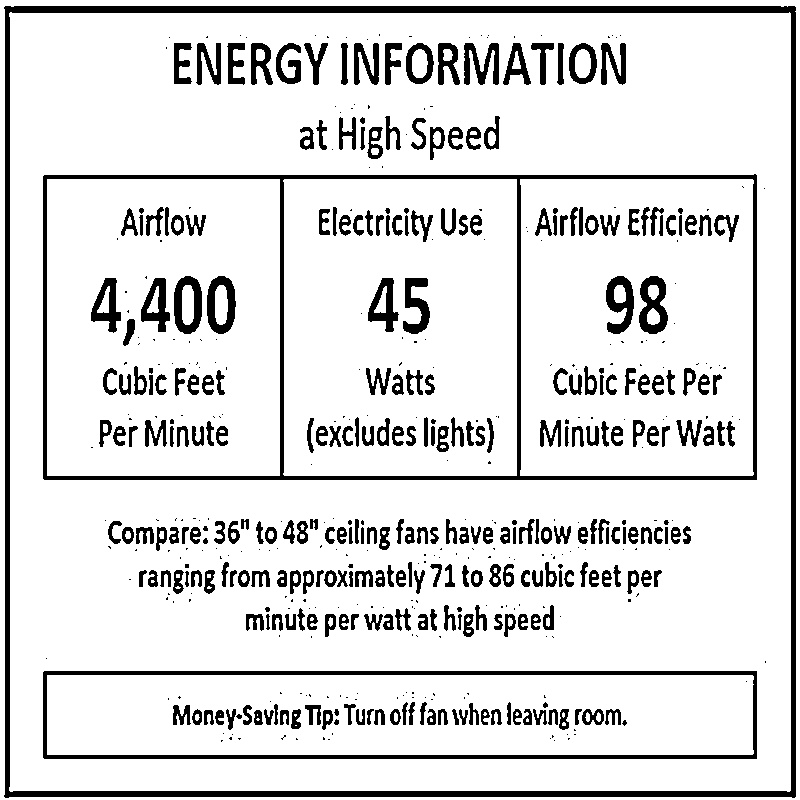 ENERGY INFORMATION
at High Speed
Airflow
4,400
Cubic Feet
Per Minute
Electricity Use
45
Watts
(excludes lights)
Airflow Efficiency
98
Cubic Feet Per
Minute Per Watt
Compare: 36" to 48" ceiling fans have airflow efficiencies
ranging from approximately 71 to 86 cubic feet per
minute per watt at high speed
Money-Saving Tip: Turn off fan when leaving room.